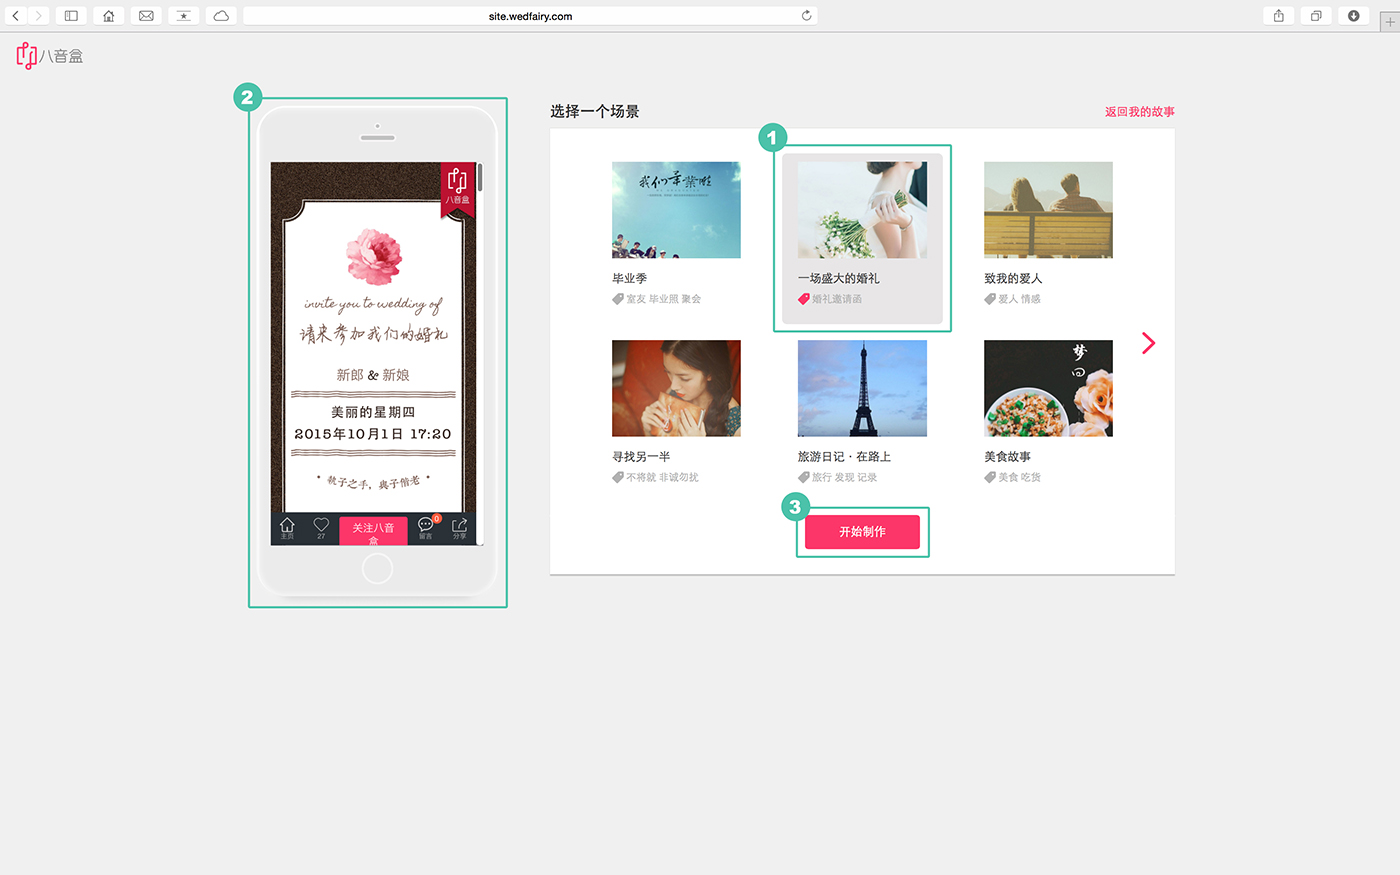 site.wedfairy.com
八音盒
2
选择一个场景
返回我的故事
1
八音盒
invite you to wedding of
请来参加我们的婚礼
新郎 & 新娘
美丽的星期四
2015年10月1日 17:20
执子之手，与子偕老
主页
27
关注八音盒
0
留言
分享
我们毕业啦
毕业季
室友 毕业照 聚会
一场盛大的婚礼
婚礼邀请函
致我的爱人
爱人 情感
寻找另一半
不将就 非诚勿扰
旅游日记 · 在路上
旅行 发现 记录
梦回
美食故事
美食 吃货
3
开始制作